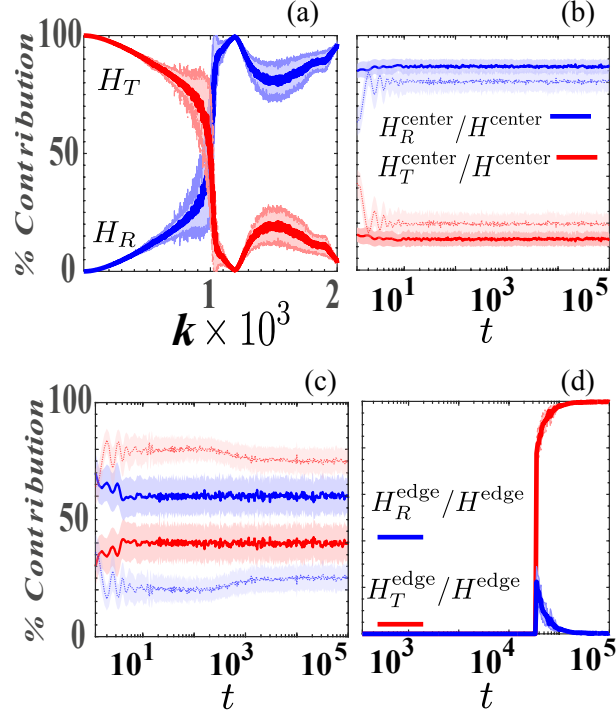 (a)
(b)
100
50
0
% Contribution
H_T
H_R
1
2
k × 10^3
H_R^center/H^center
H_T^center/H^center
10^1
10^3
10^5
t
(c)
(d)
100
50
0
% Contribution
10^1
10^3
10^5
t
H_R^edge/H^edge
H_T^edge/H^edge
10^3
10^4
10^5
t